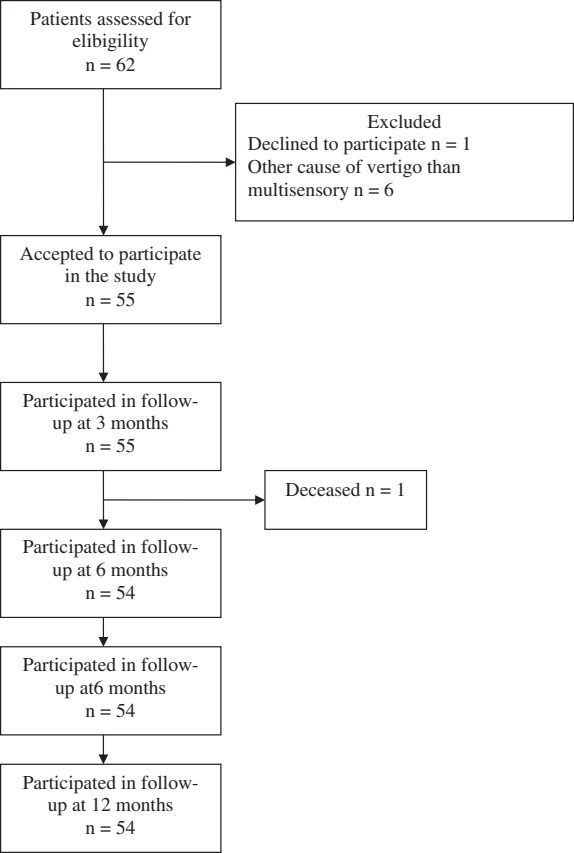 Patients assessed for
elibigility
n = 62
Excluded
Declined to participate n = 1
Other cause of vertigo than
multisensory n = 6
Accepted to participate
in the study
n = 55
Participated in follow-
up at 3 months
n = 55
Deceased n = 1
Participated in follow-
up at 6 months
n = 54
Participated in follow-
up at6 months
n = 54
Participated in follow-
up at 12 months
n = 54